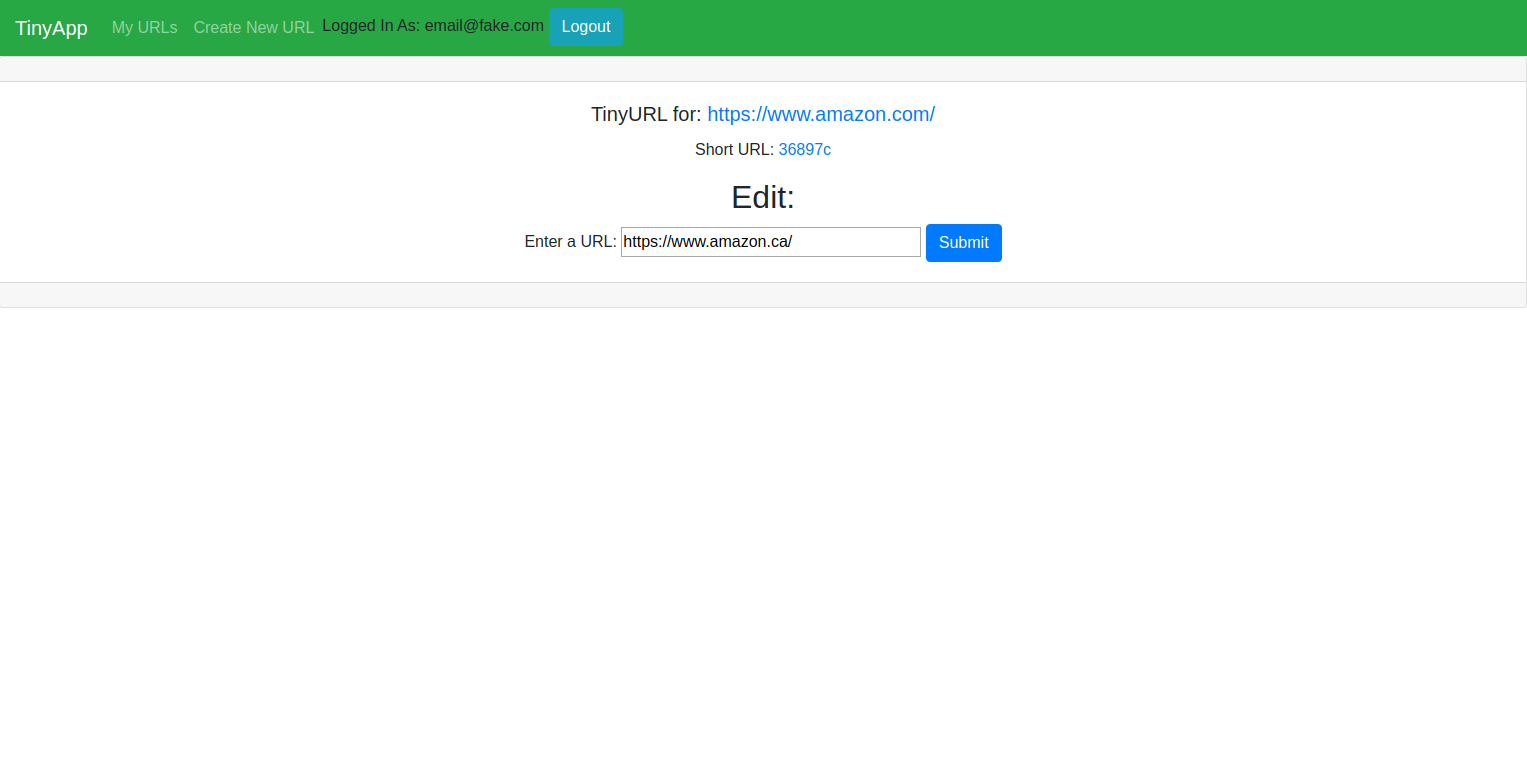 TinyApp My URLs Create New URL Logged In As: email@fake.com Logout
TinyURL for: https://www.amazon.com/
Short URL: 36897c
Edit:
Enter a URL: https://www.amazon.ca/ Submit